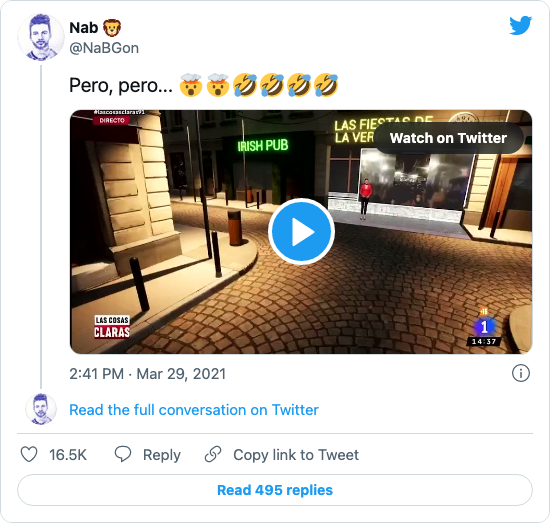 Nab 🦁
@NaBGon
Pero, pero... 🤯🤯🤣🤣🤣🤣
#lascosasclaras91
DIRECTO
IRISH PUB
LAS FIESTAS DE
LA VER
Watch on Twitter
LAS COSAS
CLARAS
1
14:37
2:41 PM · Mar 29, 2021
Read the full conversation on Twitter
16.5K Reply Copy link to Tweet
Read 495 replies